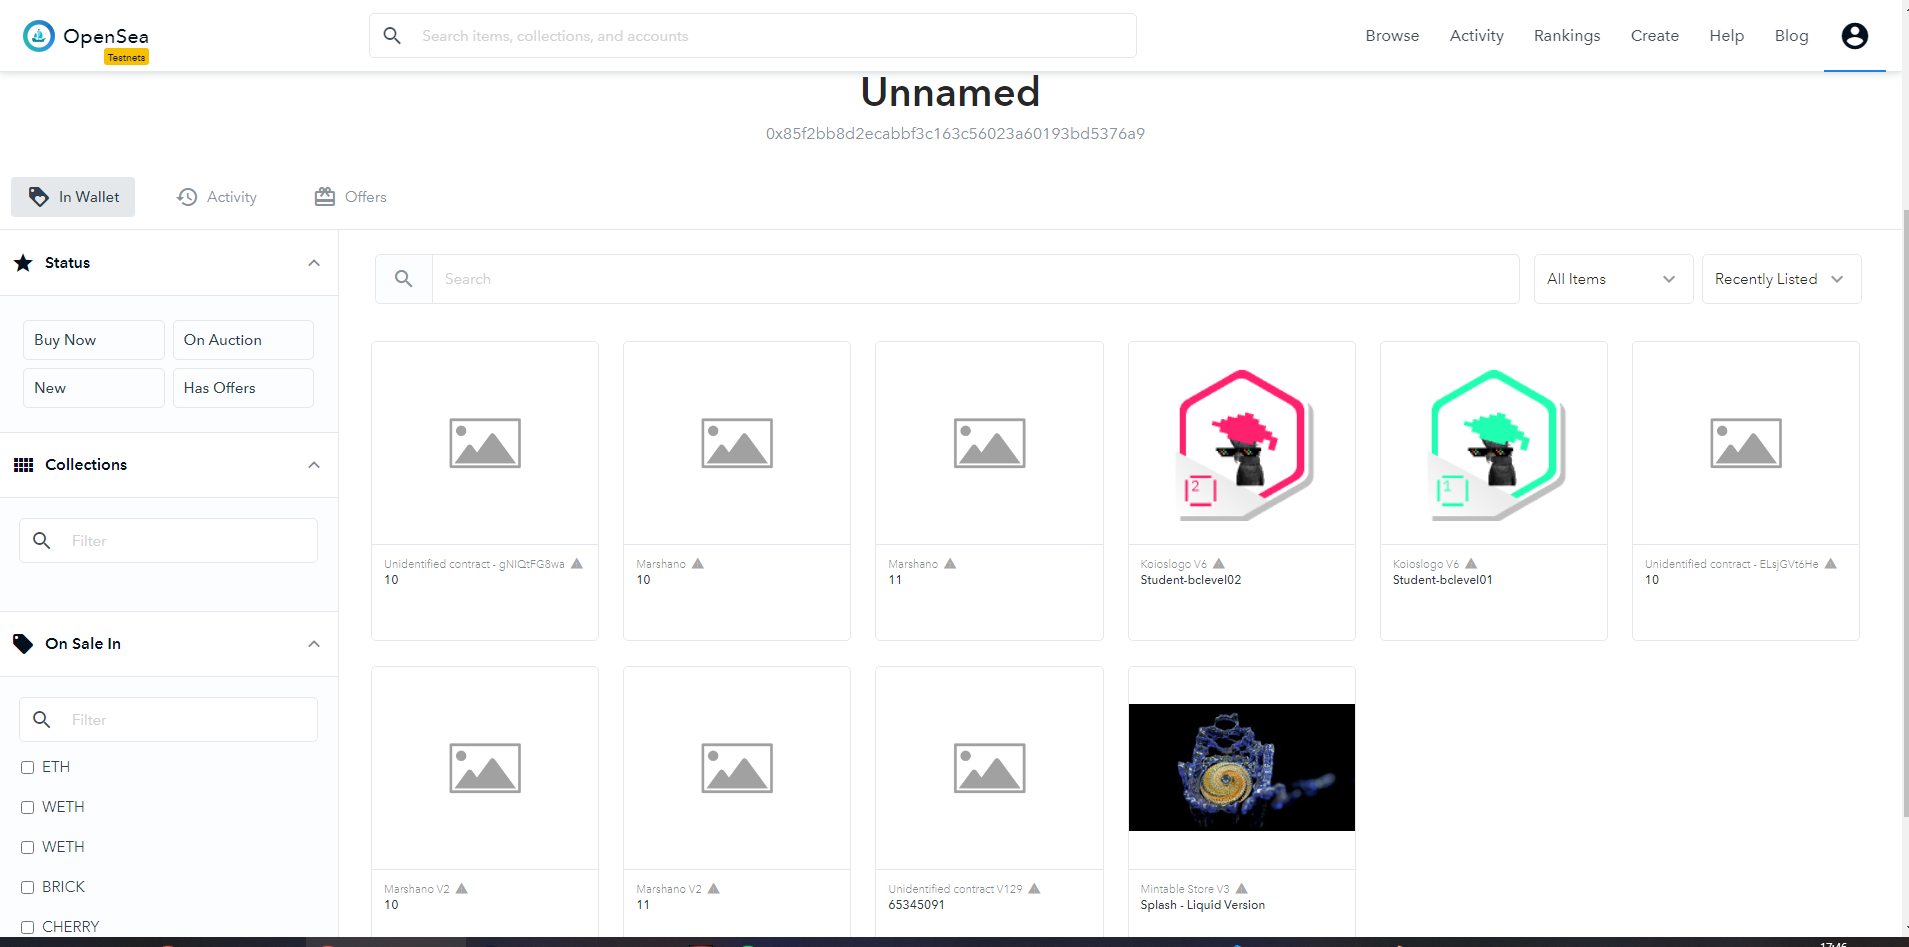 OpenSea
Testnets
Search items, collections, and accounts
Browse
Activity
Rankings
Create
Help
Blog
Unnamed
0x85f2bb8d2ecabbf3c163c56023a60193bd5376a9
In Wallet
Activity
Offers
Status
Buy Now
On Auction
New
Has Offers
Collections
Filter
On Sale In
Filter
ETH
WETH
WETH
BRICK
CHERRY
Search
All Items
Recently Listed
Unidentified contract - gNIQtFG8wa
10
Marshano
10
Marshano
11
2
Koioslogo V6
Student-bclevel02
1
Koioslogo V6
Student-bclevel01
Unidentified contract - ELsjGVt6He
10
Marshano V2
10
Marshano V2
11
Unidentified contract V129
65345091
Mintable Store V3
Splash - Liquid Version